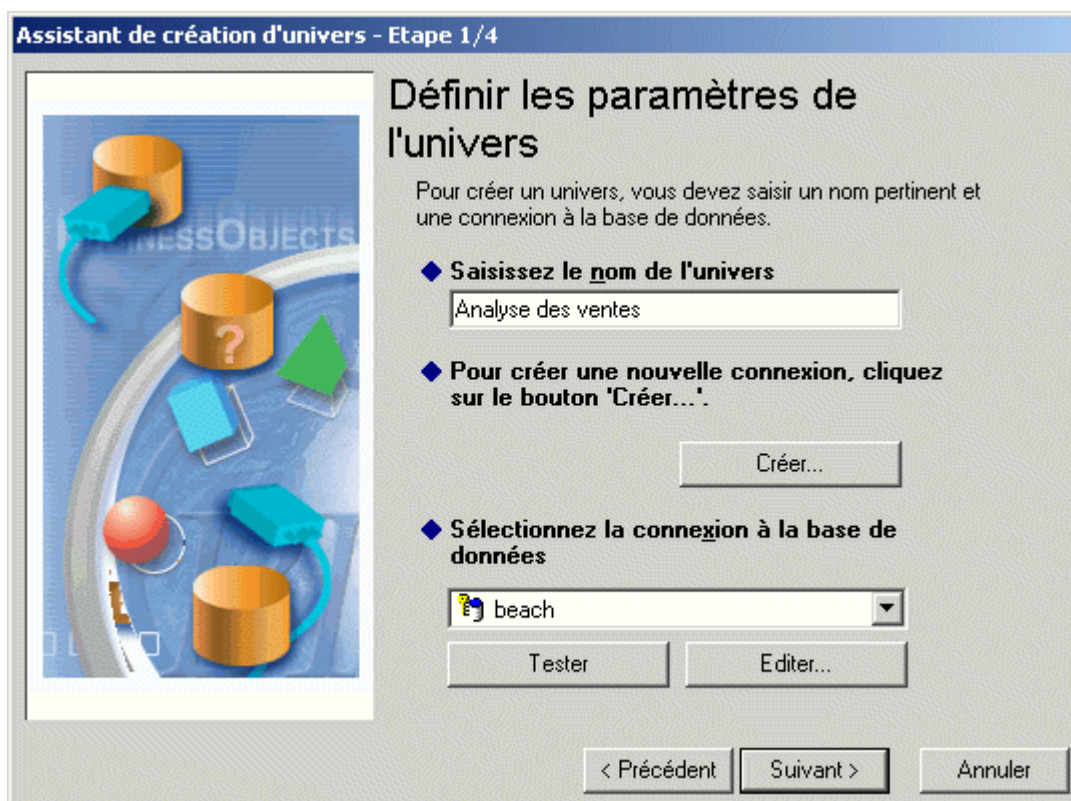 Assistant de création d'univers - Etape 1/4
Définir les paramètres de
l'univers
Pour créer un univers, vous devez saisir un nom pertinent et
une connexion à la base de données.
Saisissez le nom de l'univers
Analyse des ventes
Pour créer une nouvelle connexion, cliquez
sur le bouton 'Créer...'.
Créer...
Sélectionnez la connexion à la base de
données
beach
Tester
Editer...
< Précédent
Suivant >
Annuler
NESSOBJECTS
?